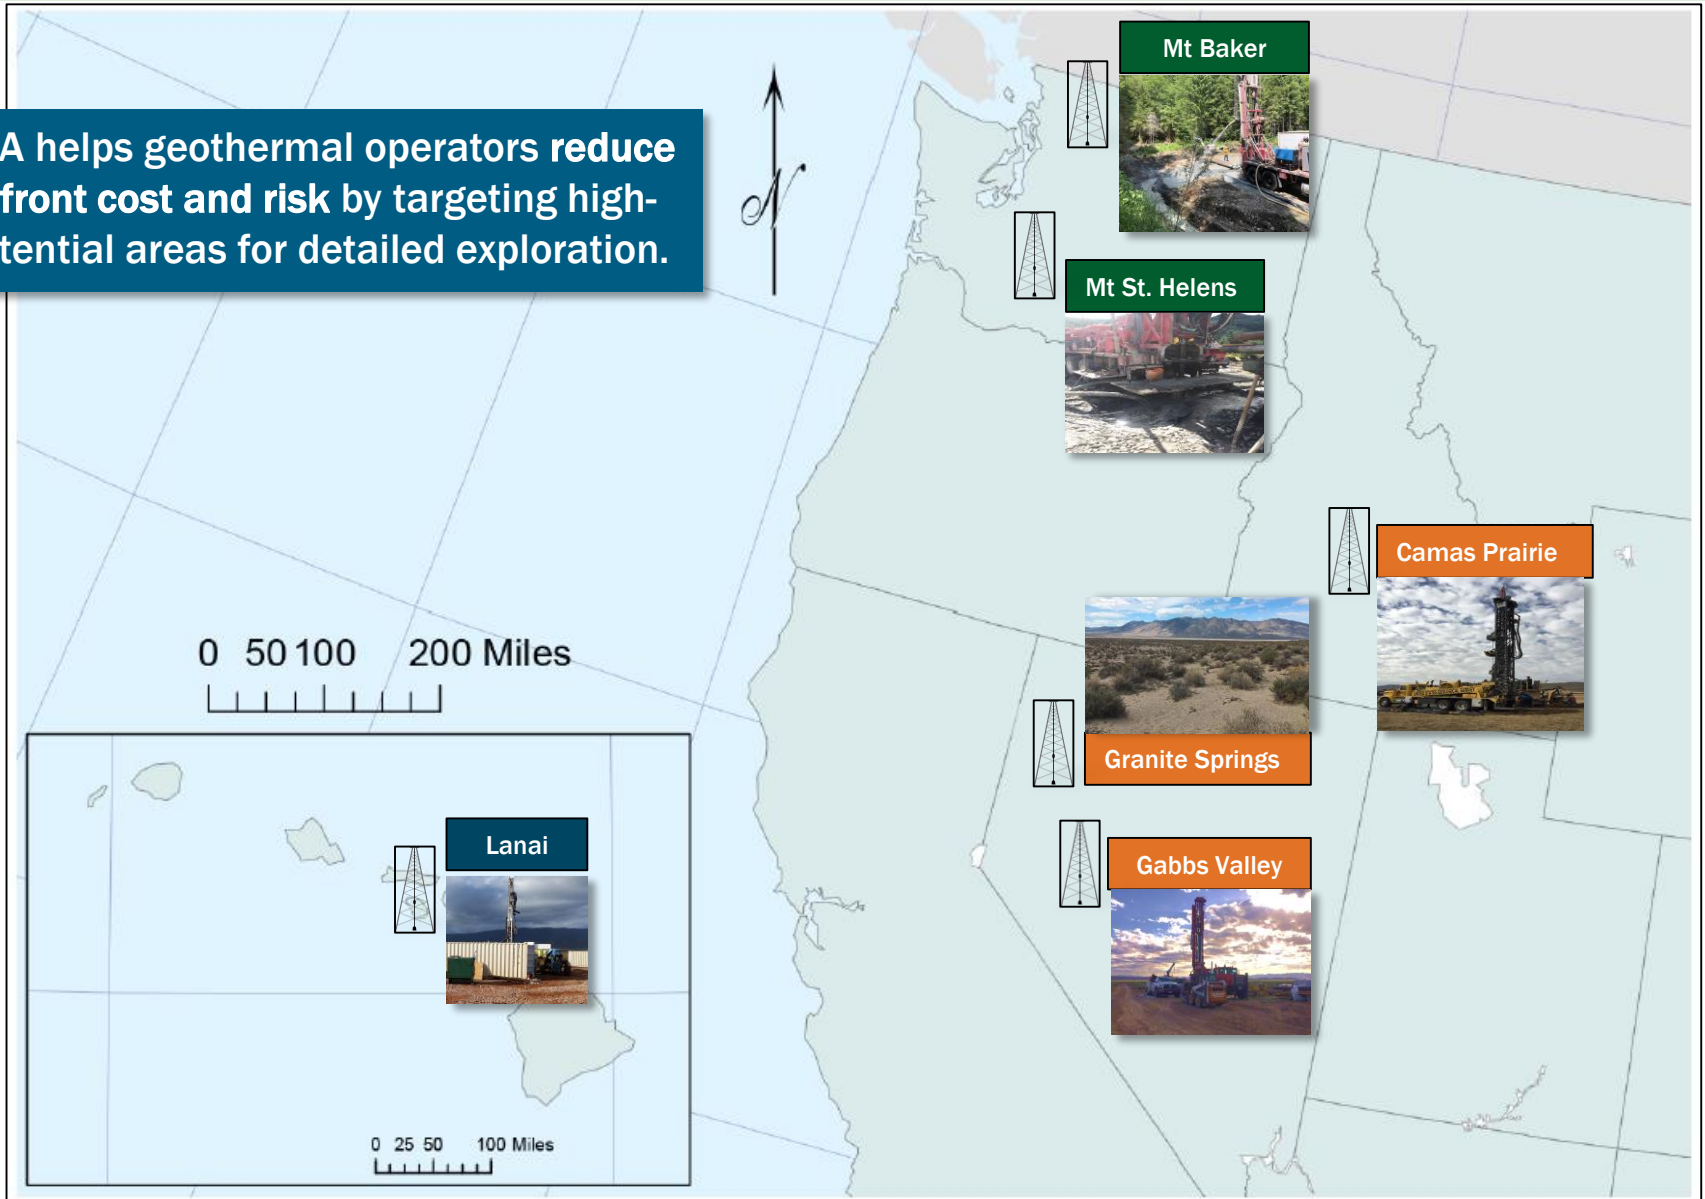 A helps geothermal operators reduce
front cost and risk by targeting high-
tential areas for detailed exploration.
N
Mt Baker
Mt St. Helens
Camas Prairie
Granite Springs
Gabbs Valley
0 50 100 200 Miles
Lanai
0 25 50 100 Miles